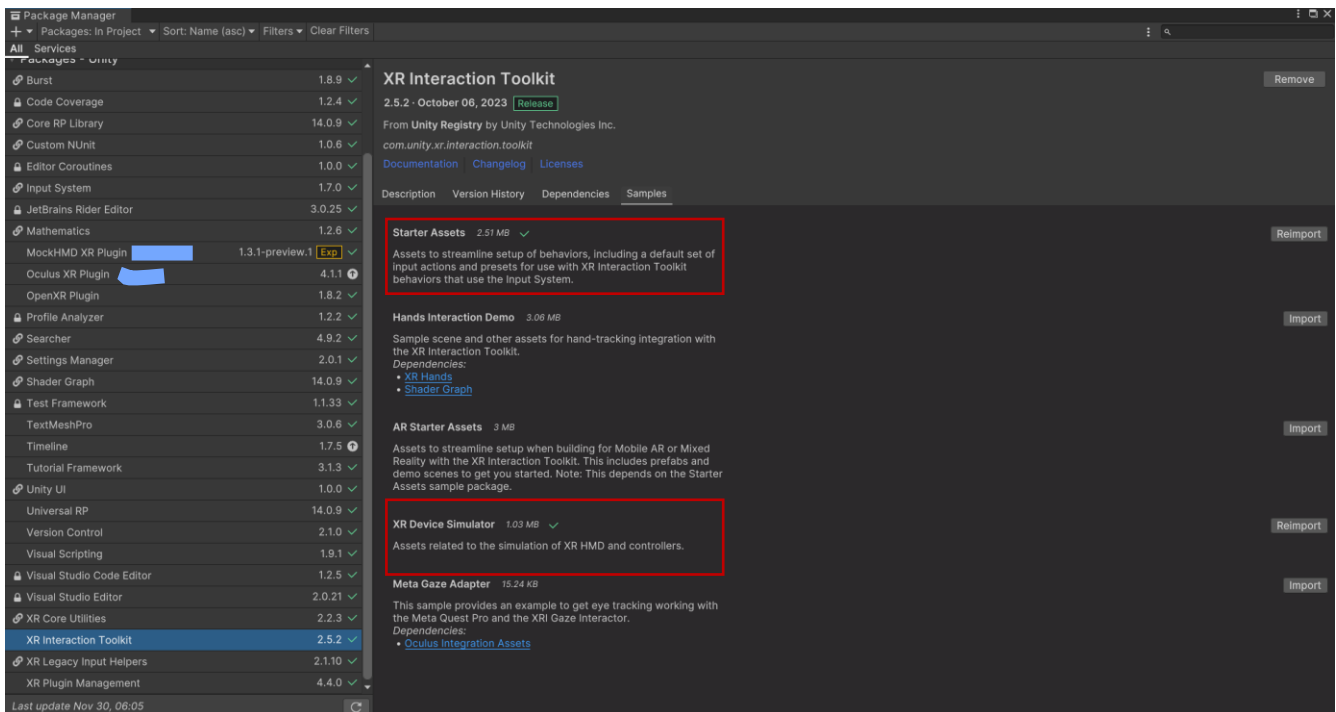 Package Manager
+ Packages: In Project Sort: Name (asc) Filters Clear Filters
All Services
Packages - Unity
Burst 1.8.9
Code Coverage 1.2.4
Core RP Library 14.0.9
Custom NUnit 1.0.6
Editor Coroutines 1.0.0
Input System 1.7.0
JetBrains Rider Editor 3.0.25
Mathematics 1.2.6
MockHMD XR Plugin 1.3.1-preview.1 Exp
Oculus XR Plugin 4.1.1
OpenXR Plugin 1.8.2
Profile Analyzer 1.2.2
Searcher 4.9.2
Settings Manager 2.0.1
Shader Graph 14.0.9
Test Framework 1.1.33
TextMeshPro 3.0.6
Timeline 1.7.5
Tutorial Framework 3.1.3
Unity UI 1.0.0
Universal RP 14.0.9
Version Control 2.1.0
Visual Scripting 1.9.1
Visual Studio Code Editor 1.2.5
Visual Studio Editor 2.0.21
XR Core Utilities 2.2.3
XR Interaction Toolkit 2.5.2
XR Legacy Input Helpers 2.1.10
XR Plugin Management 4.4.0
Last update Nov 30, 06:05
XR Interaction Toolkit
Remove
2.5.2 · October 06, 2023 Release
From Unity Registry by Unity Technologies Inc.
com.unity.xr.interaction.toolkit
Documentation Changelog Licenses
Description Version History Dependencies Samples
Starter Assets 2.51 MB
Reimport
Assets to streamline setup of behaviors, including a default set of
input actions and presets for use with XR Interaction Toolkit
behaviors that use the Input System.
Hands Interaction Demo 3.06 MB
Import
Sample scene and other assets for hand-tracking integration with
the XR Interaction Toolkit.
Dependencies:
• XR Hands
• Shader Graph
AR Starter Assets 3 MB
Import
Assets to streamline setup when building for Mobile AR or Mixed
Reality with the XR Interaction Toolkit. This includes prefabs and
demo scenes to get you started. Note: This depends on the Starter
Assets sample package.
XR Device Simulator 1.03 MB
Reimport
Assets related to the simulation of XR HMD and controllers.
Meta Gaze Adapter 15.24 KB
Import
This sample provides an example to get eye tracking working with
the Meta Quest Pro and the XRI Gaze Interactor.
Dependencies:
• Oculus Integration Assets